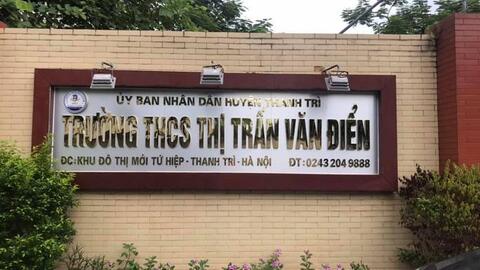 ỦY BAN NHÂN DÂN HUYỆN THANH TRÌ
TRƯỜNG THCS THỊ TRẤN VĂN ĐIỂN
ĐC: KHU ĐÔ THỊ MỚI TỨ HIỆP - THANH TRÌ - HÀ NỘI ĐT: 0243 204 9888